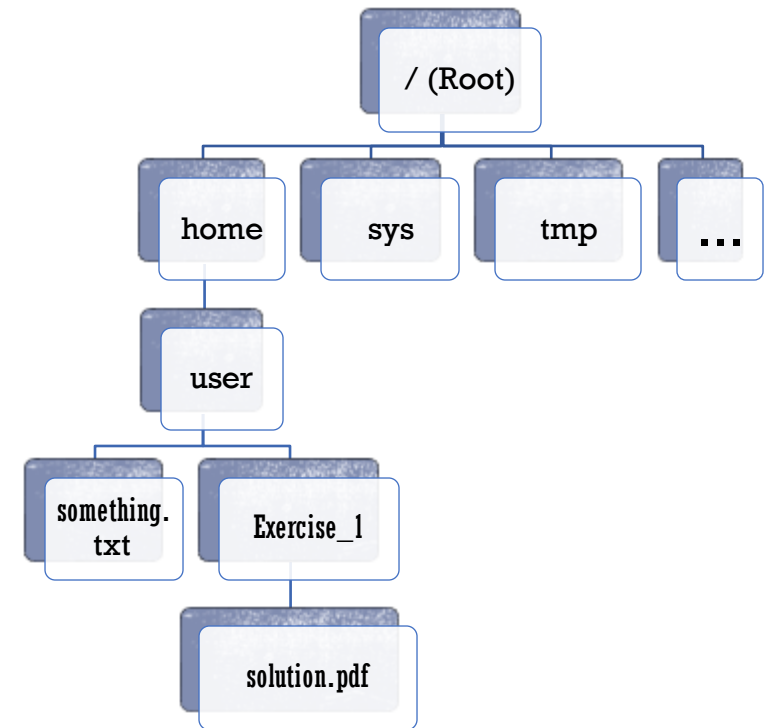 / (Root)
home
sys
tmp
...
user
something.
txt
Exercise_1
solution.pdf